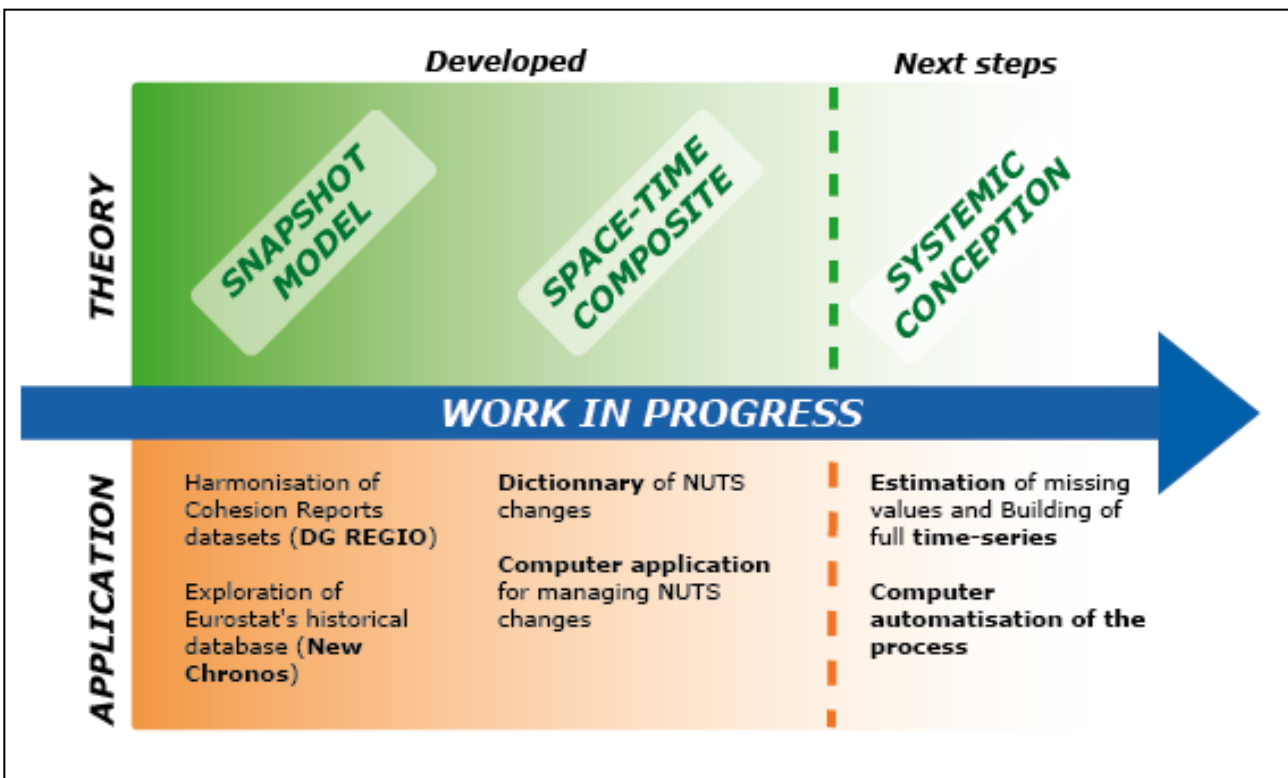 Developed
Next steps
THEORY
SNAPSHOT
MODEL
SPACE-TIME
COMPOSITE
SYSTEMIC
CONCEPTION
WORK IN PROGRESS
APPLICATION
Harmonisation of
Cohesion Reports
datasets (DG REGIO)
Exploration of
Eurostat's historical
database (New
Chronos)
Dictionnary of NUTS
changes
Computer application
for managing NUTS
changes
Estimation of missing
values and Building of
full time-series
Computer
automatisation of the
process